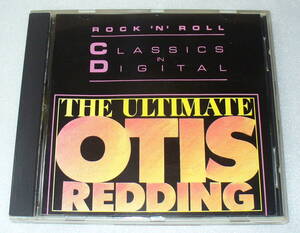 ROCK 'N' ROLL
CLASSICS
IN
DIGITAL
THE ULTIMATE
OTIS
REDDING